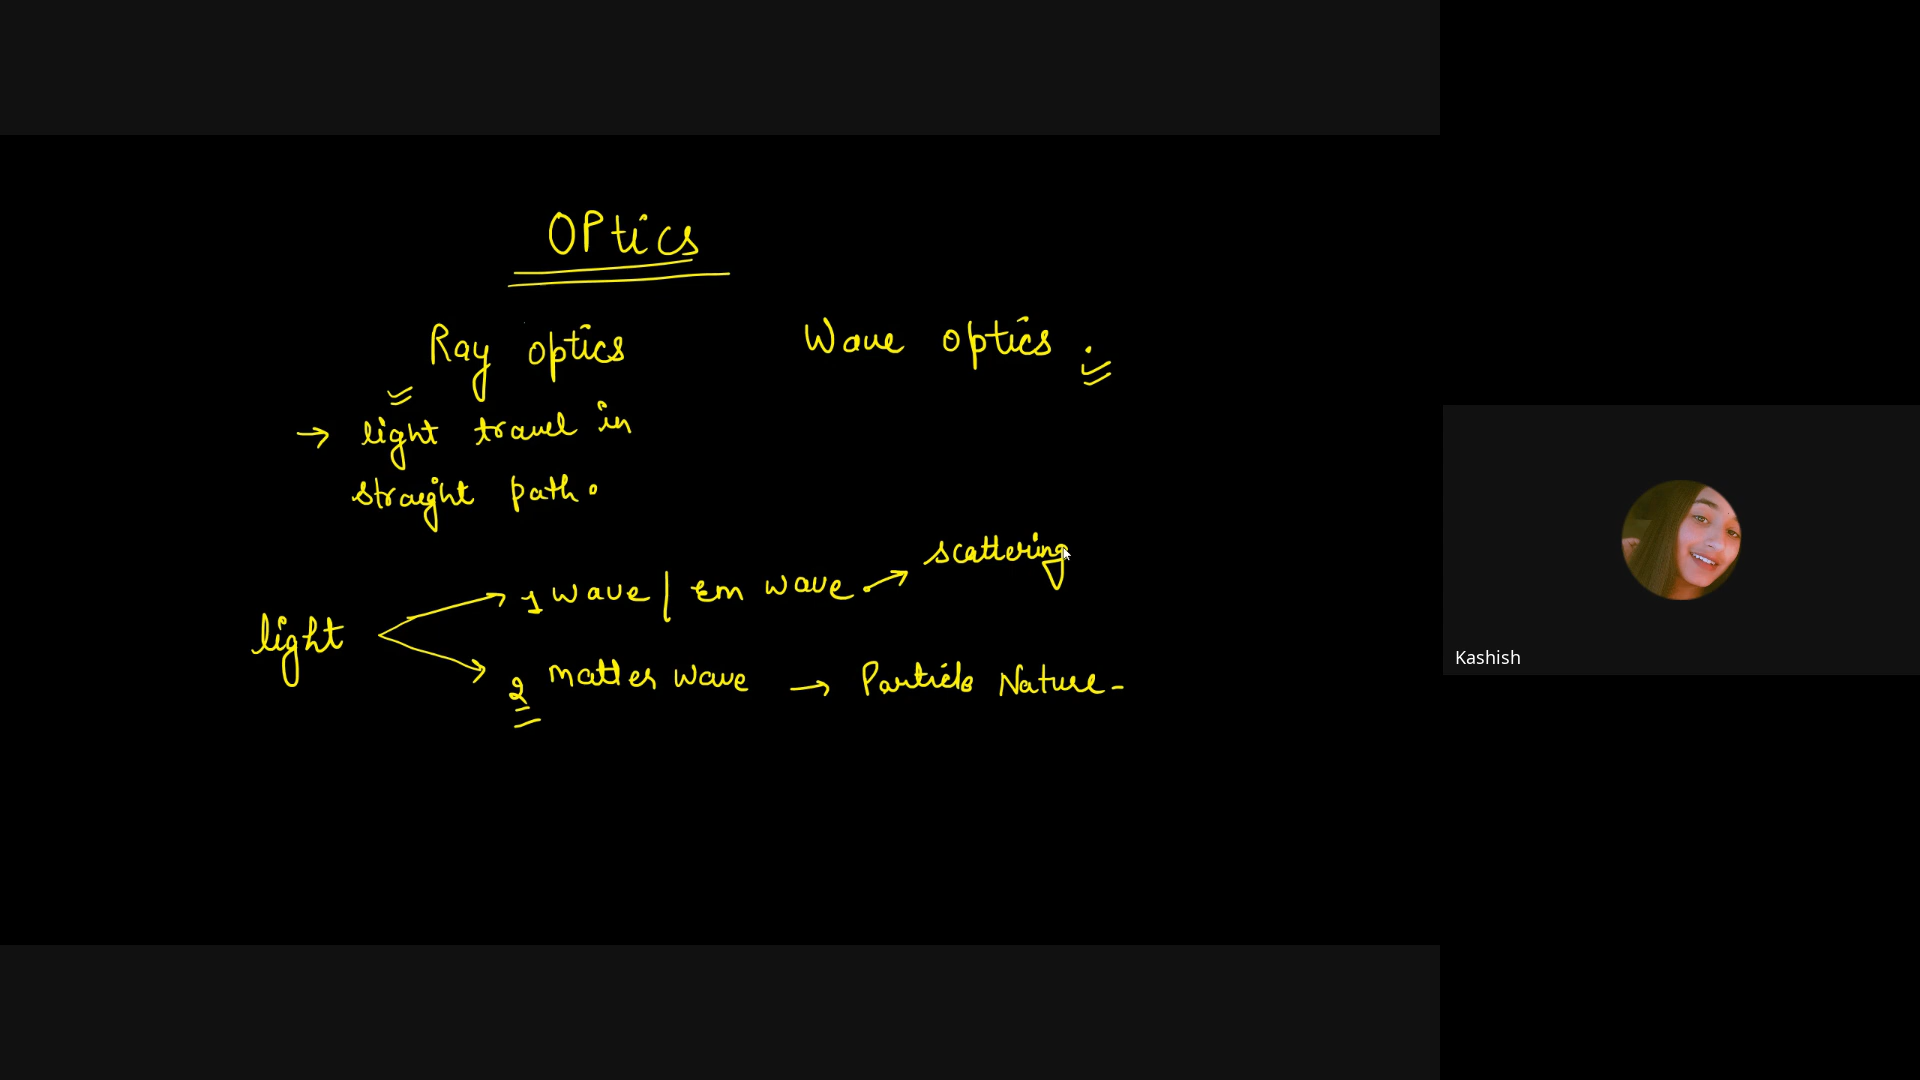 OPtics
Ray optics
Wave optics.
→ light travel in
straight path.
scattering
1 wave | Em wave. →
light
2 matter wave → Particle Nature -
Kashish